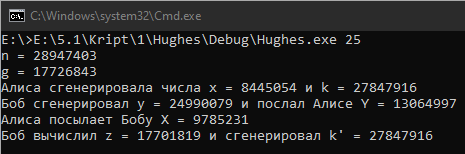 C:\Windows\system32\Cmd.exe
E:\>E:\5.1\Kript\1\Hughes\Debug\Hughes.exe 25
n = 28947403
g = 17726843
Алиса сгенерировала числа x = 8445054 и k = 27847916
Боб сгенерировал y = 24990079 и послал Алисе Y = 13064997
Алиса посылает Бобу X = 9785231
Боб вычислил z = 17701819 и сгенерировал k' = 27847916